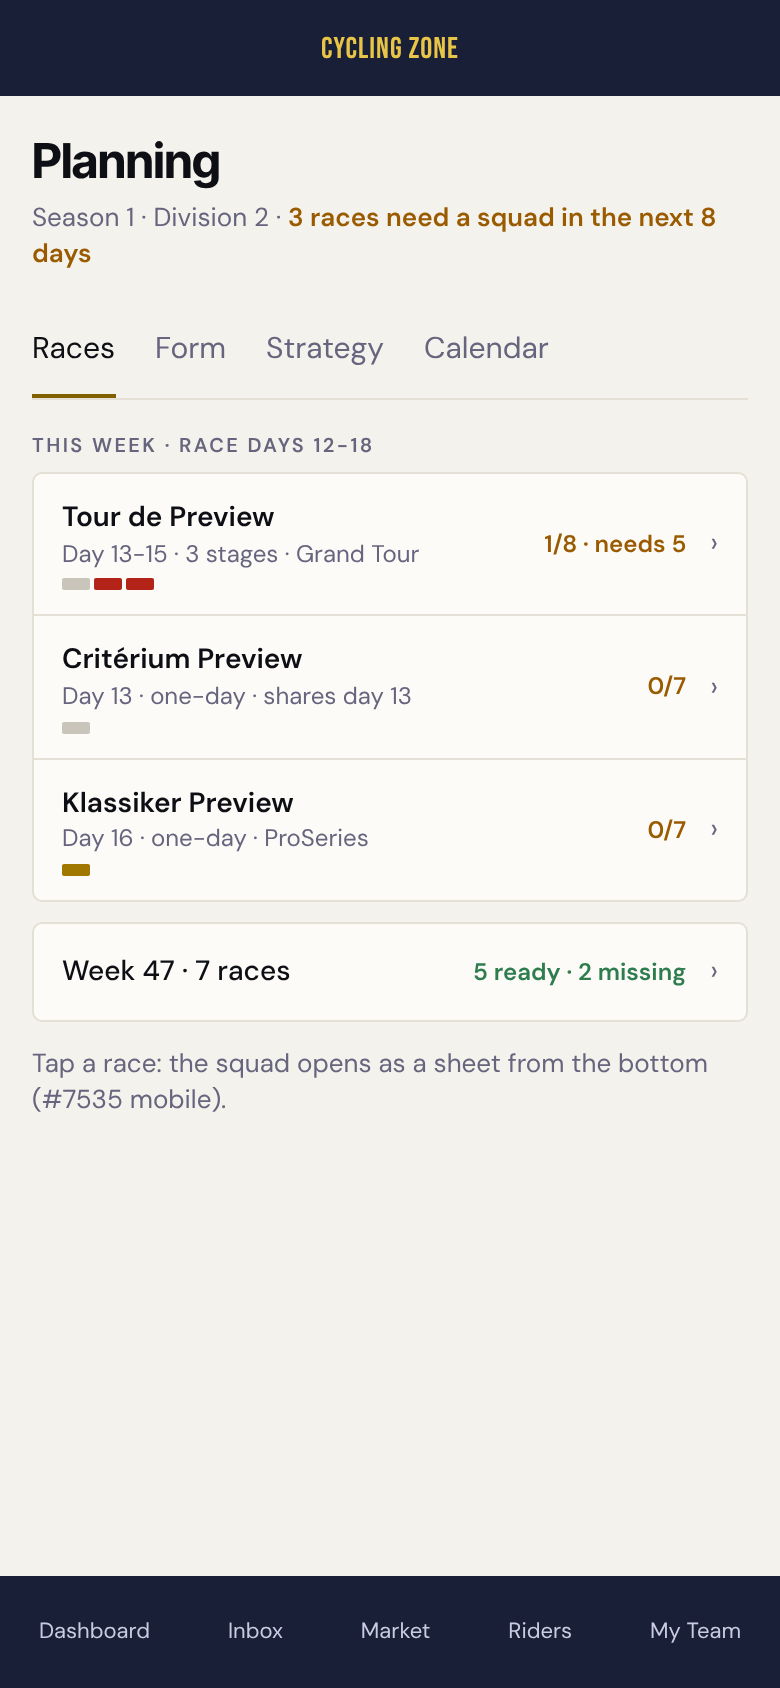 CYCLING ZONE
Planning
Season 1 · Division 2 · 3 races need a squad in the next 8
days
Races Form Strategy Calendar
THIS WEEK · RACE DAYS 12–18
Tour de Preview
Day 13–15 · 3 stages · Grand Tour
1/8 · needs 5 ›
Critérium Preview
Day 13 · one-day · shares day 13
0/7 ›
Klassiker Preview
Day 16 · one-day · ProSeries
0/7 ›
Week 47 · 7 races 5 ready · 2 missing ›
Tap a race: the squad opens as a sheet from the bottom
(#7535 mobile).
Dashboard Inbox Market Riders My Team